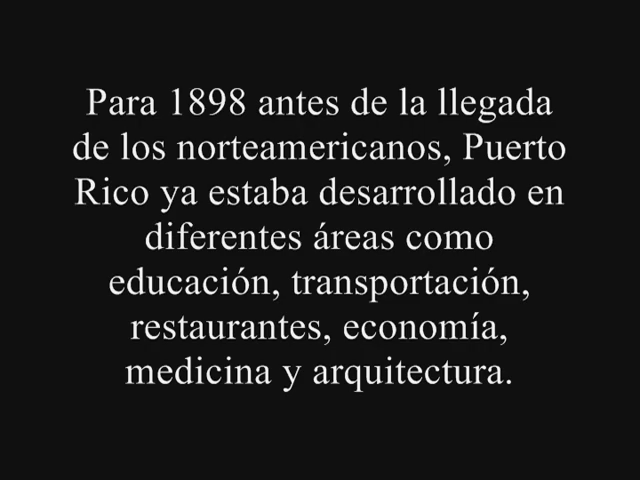 Para 1898 antes de la llegada
de los norteamericanos, Puerto
Rico ya estaba desarrollado en
diferentes áreas como
educación, transportación,
restaurantes, economía,
medicina y arquitectura.